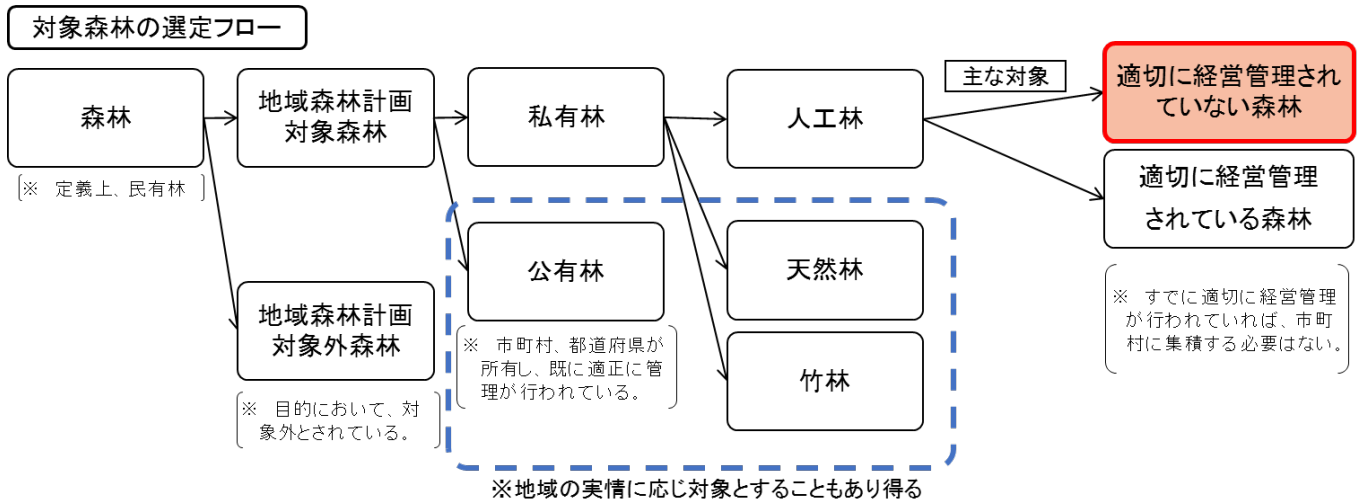 対象森林の選定フロー
森林
※ 定義上、民有林
地域森林計画
対象森林
地域森林計画
対象外森林
※ 目的において、対
象外とされている。
私有林
公有林
※ 市町村、都道府県が
所有し、既に適正に管
理が行われている。
人工林
天然林
竹林
※地域の実情に応じ対象とすることもあり得る
主な対象
適切に経営管理され
ていない森林
適切に経営管理
されている森林
※ すでに適切に経営管理
が行われていれば、市町
村に集積する必要はない。